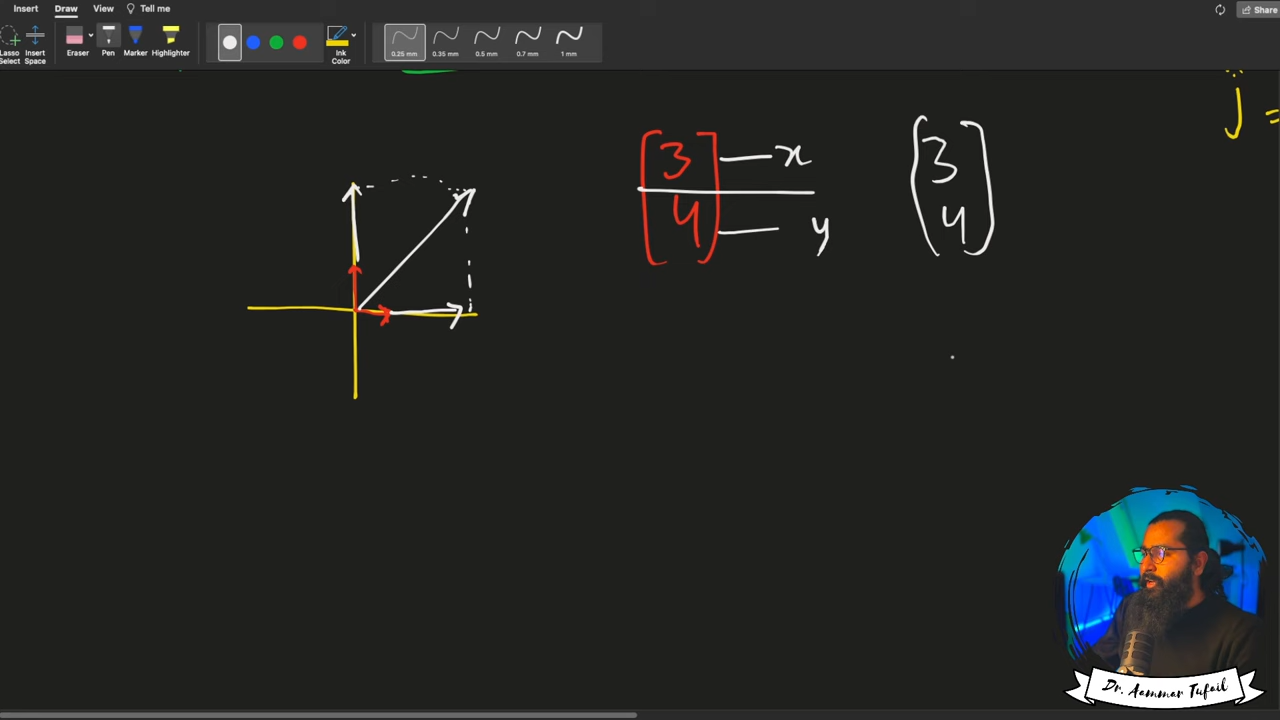 Insert Draw View Tell me
Share
Lasso Select
Insert Space
Eraser
Pen
Marker
Highlighter
Ink Color
0.25 mm
0.35 mm
0.5 mm
0.7 mm
1 mm
j =
3 — x
4 — y
3
4
Dr. Aammar Tufail